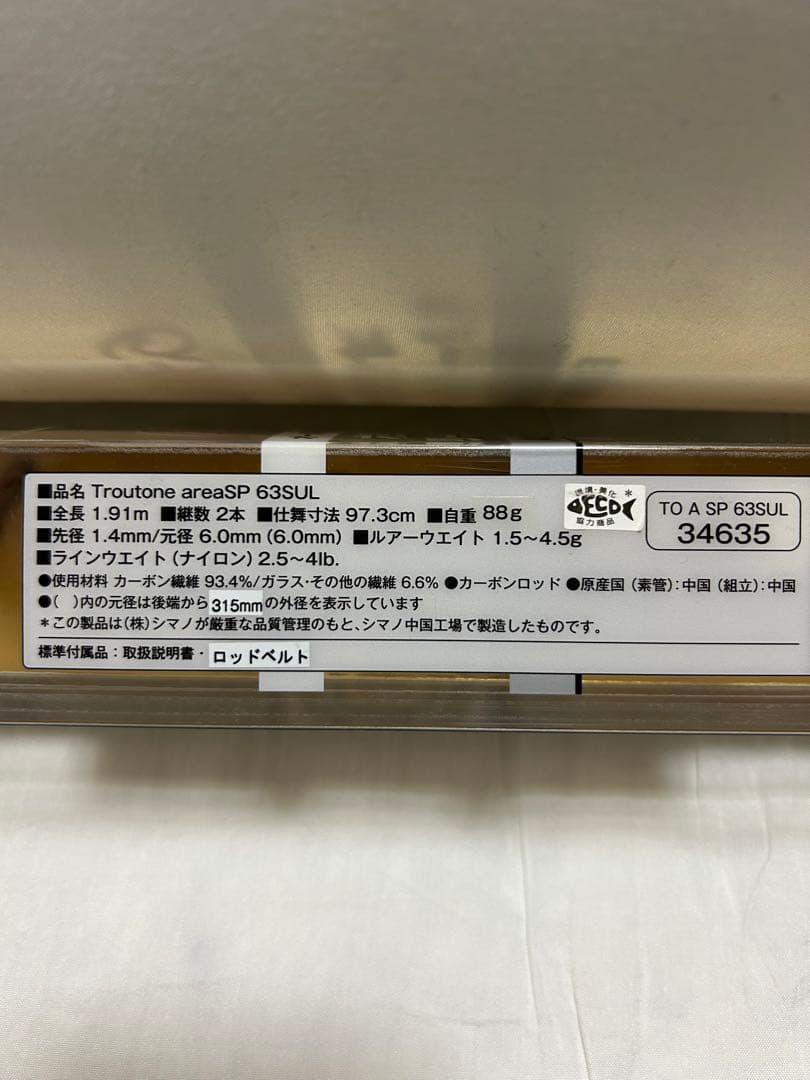 ■品名 Troutone areaSP 63SUL
■全長 1.91m ■継数 2本 ■仕舞寸法 97.3cm ■自重 88g
■先径 1.4mm/元径 6.0mm (6.0mm) ■ルアーウエイト 1.5〜4.5g
■ラインウエイト (ナイロン) 2.5〜4lb.
環境・美化
*
DECO
協力商品
TO A SP 63SUL
34635
●使用材料 カーボン繊維 93.4%/ガラス・その他の繊維 6.6% ●カーボンロッド ●原産国 (素管):中国 (組立):中国
●( )内の元径は後端から315mmの外径を表示しています
*この製品は(株)シマノが厳重な品質管理のもと、シマノ中国工場で製造したものです。
標準付属品:取扱説明書・ロッドベルト